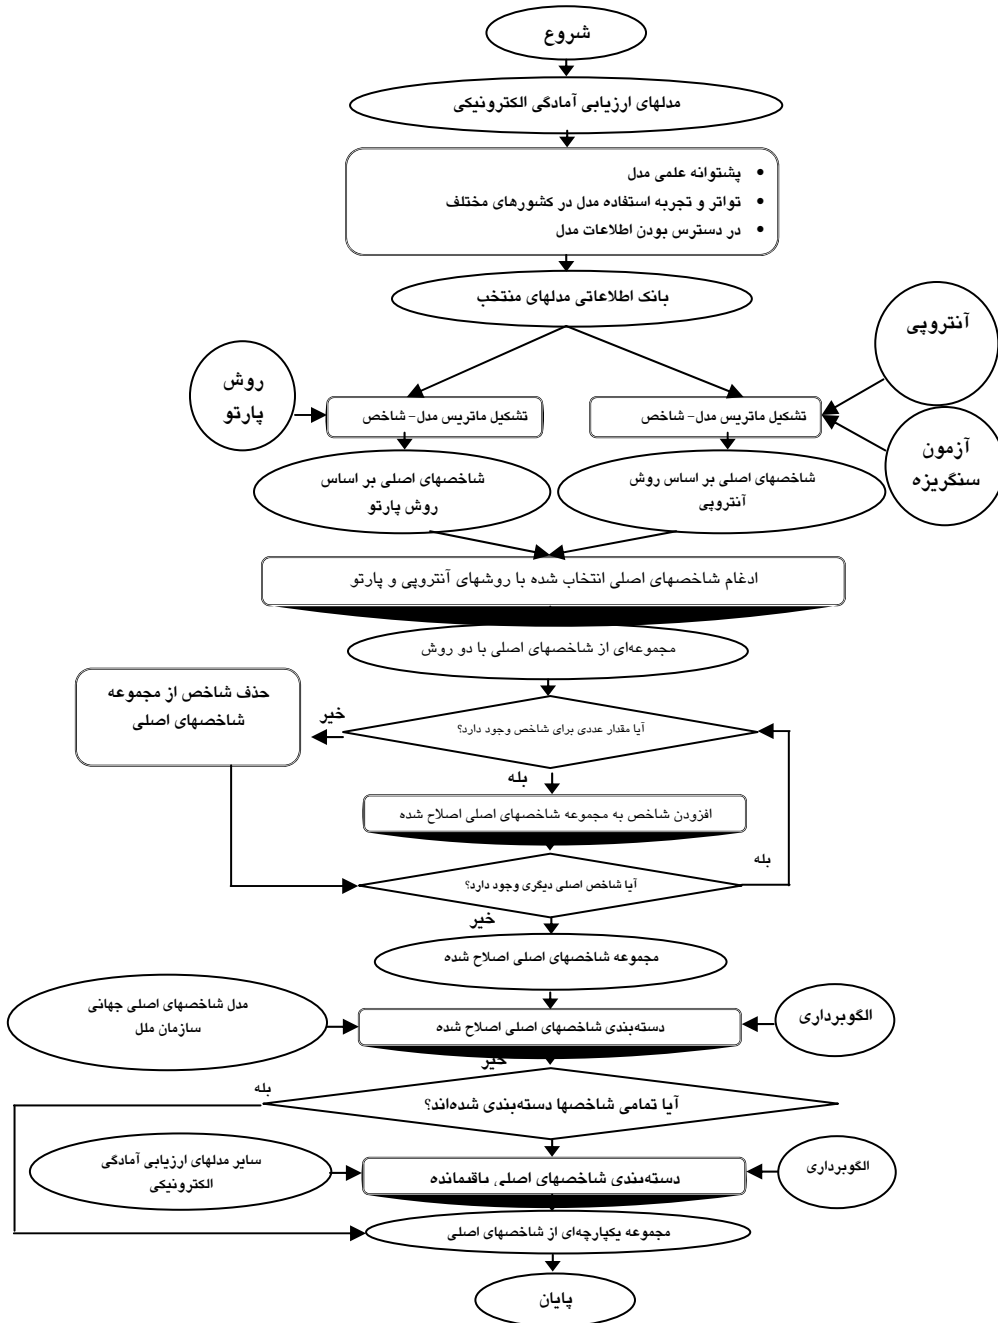 شروع
مدلهای ارزیابی آمادگی الکترونیکی
• پشتوانه علمی مدل
• تواتر و تجربه استفاده مدل در کشورهای مختلف
• در دسترس بودن اطلاعات مدل
بانک اطلاعاتی مدلهای منتخب
آنتروپی
روش
پارتو
تشکیل ماتریس مدل– شاخص
تشکیل ماتریس مدل– شاخص
آزمون
سنگریزه
شاخصهای اصلی بر اساس روش
آنتروپی
شاخصهای اصلی بر اساس
روش پارتو
ادغام شاخصهای اصلی انتخاب شده با روشهای آنتروپی و پارتو
مجموعه‌ای از شاخصهای اصلی با دو روش
حذف شاخص از مجموعه
شاخصهای اصلی
خیر
آیا مقدار عددی برای شاخص وجود دارد؟
بله
افزودن شاخص به مجموعه شاخصهای اصلی اصلاح شده
بله
آیا شاخص اصلی دیگری وجود دارد؟
خیر
مجموعه شاخصهای اصلی اصلاح شده
مدل شاخصهای اصلی جهانی
سازمان ملل
الگوبرداری
دسته‌بندی شاخصهای اصلی اصلاح شده
خیر
بله
آیا تمامی شاخصها دسته‌بندی شده‌اند؟
الگوبرداری
سایر مدلهای ارزیابی آمادگی
الکترونیکی
دسته‌بندی شاخصهای اصلی باقیمانده
مجموعه یکپارچه‌ای از شاخصهای اصلی
پایان